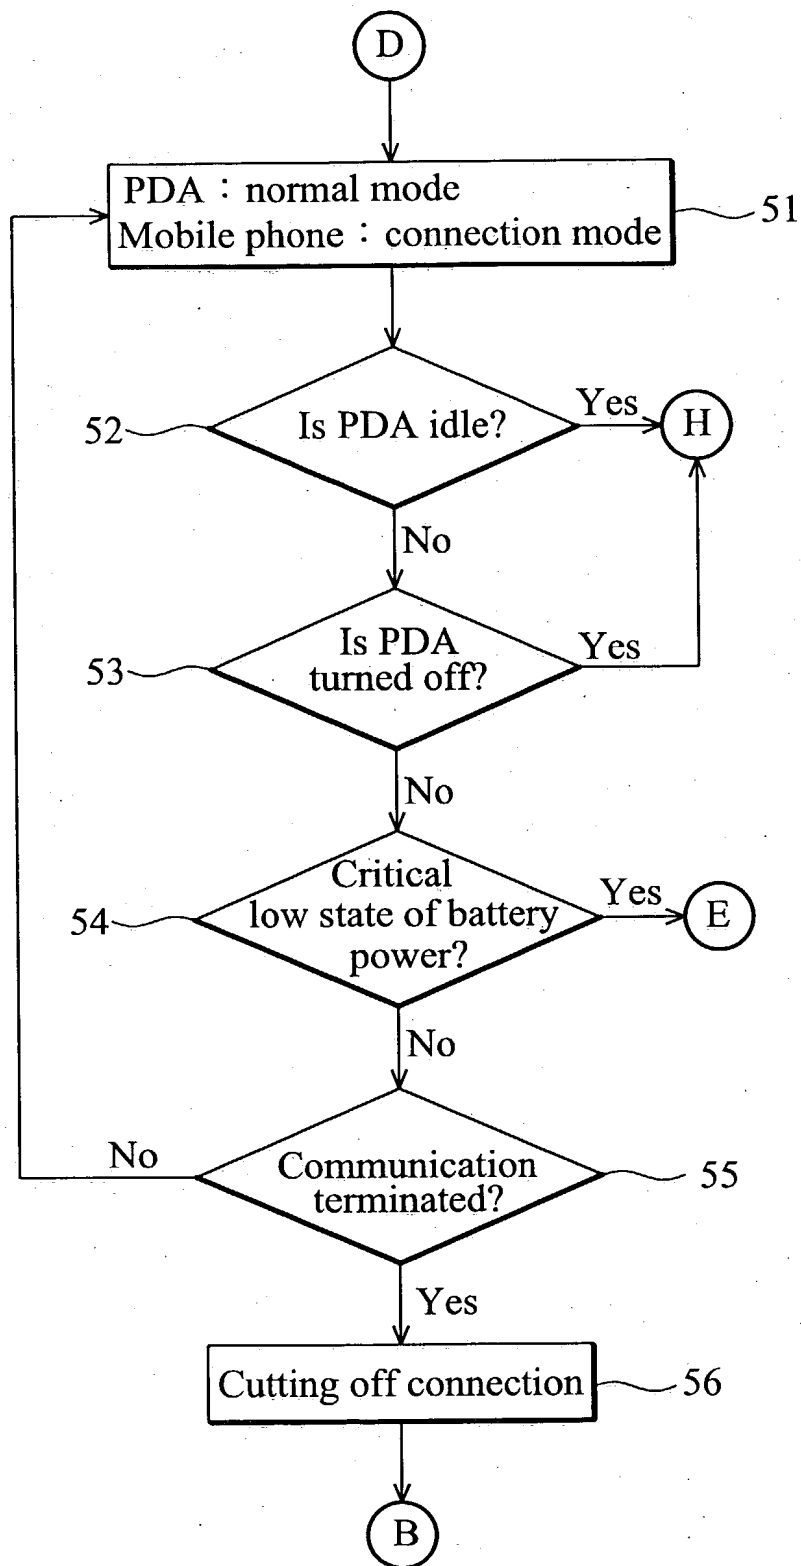 D
PDA : normal mode
Mobile phone : connection mode
51
52
Is PDA idle?
Yes
H
No
53
Is PDA
turned off?
Yes
No
54
Critical
low state of battery
power?
Yes
E
No
No
Communication
terminated?
55
Yes
Cutting off connection
56
B